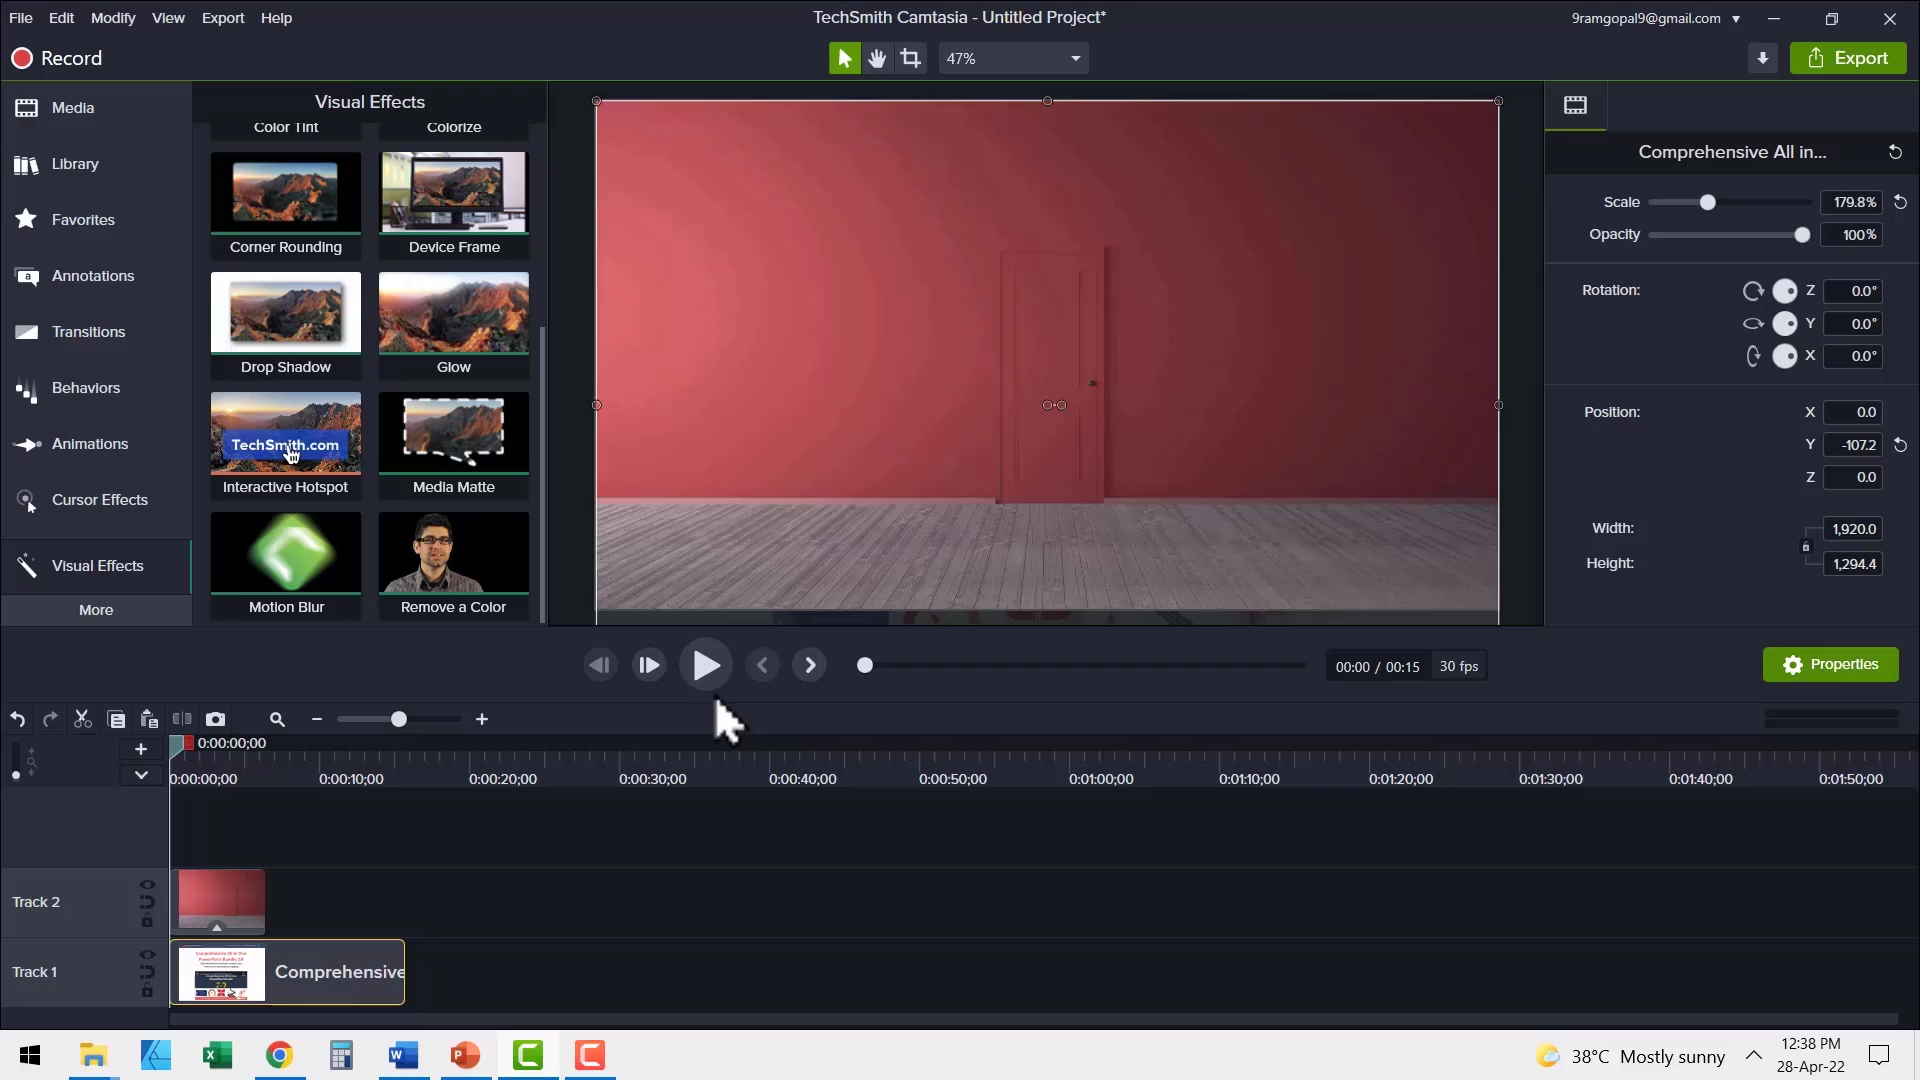 File Edit Modify View Export Help
TechSmith Camtasia - Untitled Project*
9ramgopal9@gmail.com
Record
47%
Export
Media
Library
Favorites
Annotations
Transitions
Behaviors
Animations
Cursor Effects
Visual Effects
More
Visual Effects
Color Tint Colorize
Corner Rounding Device Frame
Drop Shadow Glow
TechSmith.com
Interactive Hotspot Media Matte
Motion Blur Remove a Color
Comprehensive All in...
Scale 179.8%
Opacity 100%
Rotation: Z 0.0°
Y 0.0°
X 0.0°
Position: X 0.0
Y -107.2
Z 0.0
Width: 1,920.0
Height: 1,294.4
00:00 / 00:15 30 fps
Properties
0:00:00;00
0:00:00;00 0:00:10;00 0:00:20;00 0:00:30;00 0:00:40;00 0:00:50;00 0:01:00;00 0:01:10;00 0:01:20;00 0:01:30;00 0:01:40;00 0:01:50;00
Track 2
Track 1
Comprehensive
38°C Mostly sunny
12:38 PM
28-Apr-22